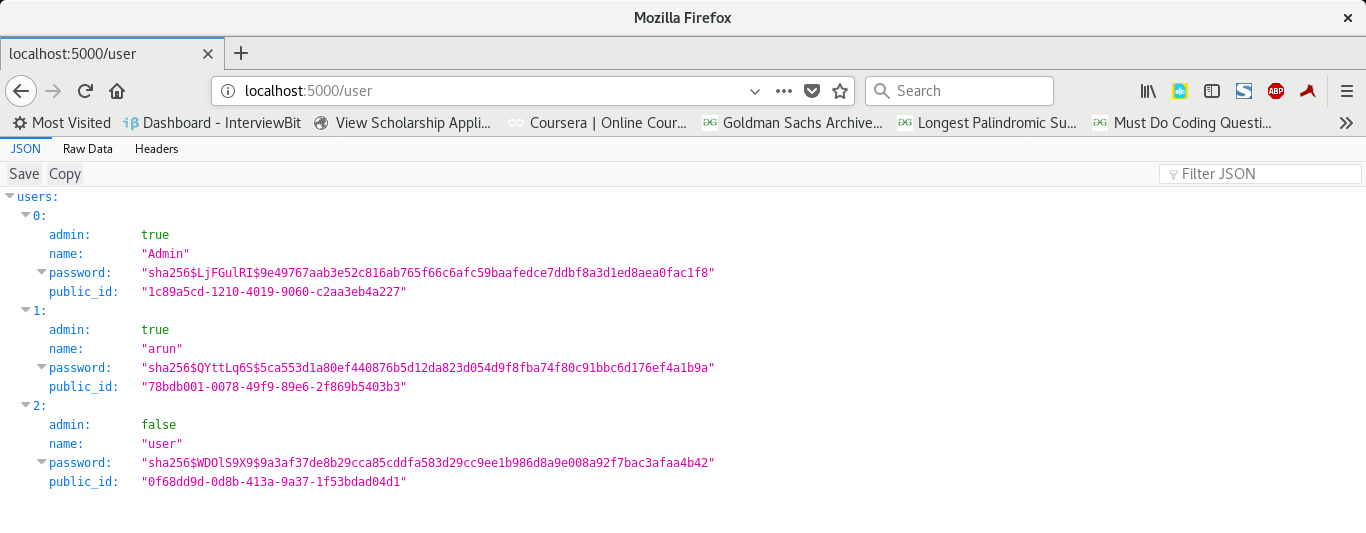 Mozilla Firefox
localhost:5000/user
localhost:5000/user Search
Most Visited Dashboard - InterviewBit View Scholarship Appli... Coursera | Online Cour... Goldman Sachs Archive... Longest Palindromic Su... Must Do Coding Questi...
JSON Raw Data Headers
Save Copy Filter JSON
users:
0:
admin: true
name: "Admin"
password: "sha256$LjFGulRI$9e49767aab3e52c816ab765f66c6afc59baafedce7ddbf8a3d1ed8aea0fac1f8"
public_id: "1c89a5cd-1210-4019-9060-c2aa3eb4a227"
1:
admin: true
name: "arun"
password: "sha256$QYttLq6S$5ca553d1a80ef440876b5d12da823d054d9f8fba74f80c91bbc6d176ef4a1b9a"
public_id: "78bdb001-0078-49f9-89e6-2f869b5403b3"
2:
admin: false
name: "user"
password: "sha256$WDOlS9X9$9a3af37de8b29cca85cddfa583d29cc9ee1b986d8a9e008a92f7bac3afaa4b42"
public_id: "0f68dd9d-0d8b-413a-9a37-1f53bdad04d1"